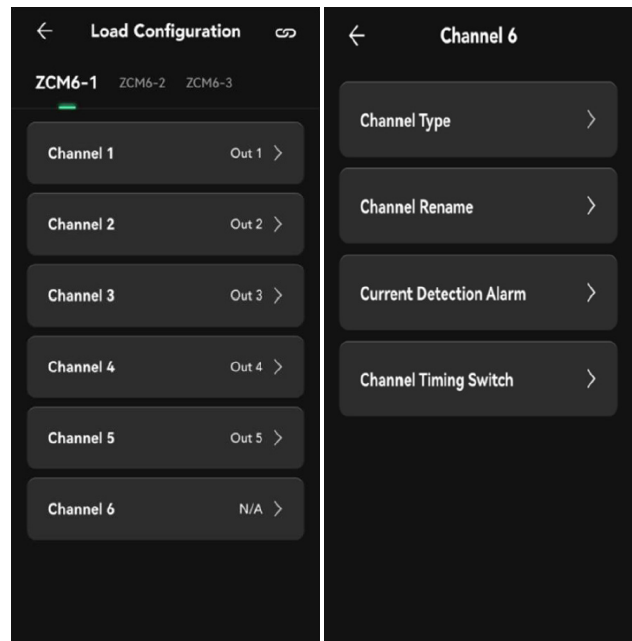 Load Configuration
ZCM6-1 ZCM6-2 ZCM6-3
Channel 1 Out 1
Channel 2 Out 2
Channel 3 Out 3
Channel 4 Out 4
Channel 5 Out 5
Channel 6 N/A
Channel 6
Channel Type
Channel Rename
Current Detection Alarm
Channel Timing Switch